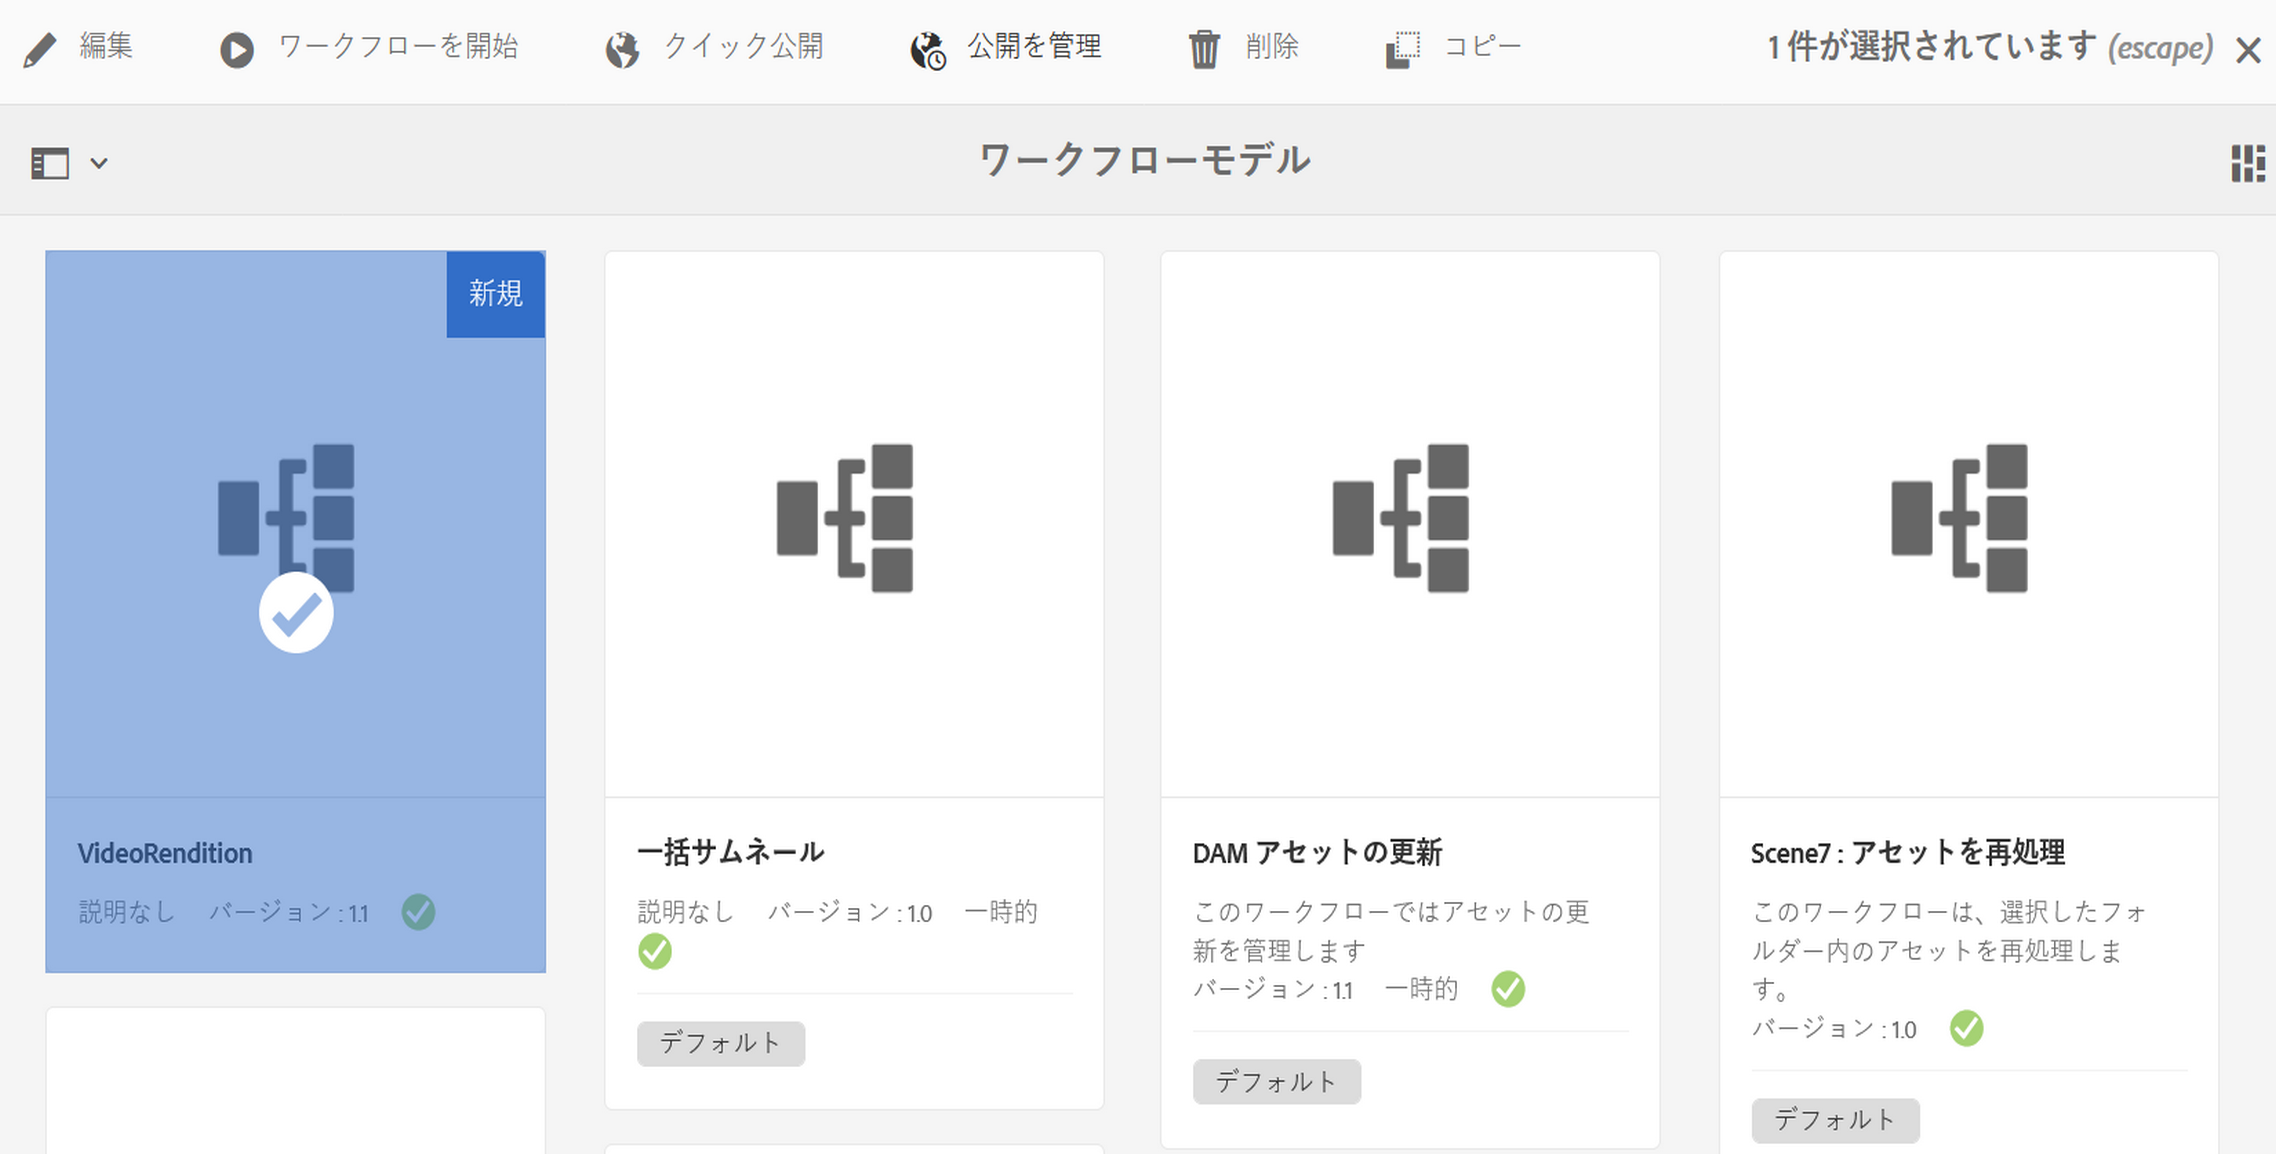 編集 ワークフローを開始 クイック公開 公開を管理 削除 コピー 1 件が選択されています (escape)
ワークフローモデル
新規
VideoRendition
説明なし バージョン : 1.1
一括サムネール
説明なし バージョン : 1.0 一時的
デフォルト
DAM アセットの更新
このワークフローではアセットの更
新を管理します
バージョン : 1.1 一時的
デフォルト
Scene7 : アセットを再処理
このワークフローは、選択したフォ
ルダー内のアセットを再処理しま
す。
バージョン : 1.0
デフォルト